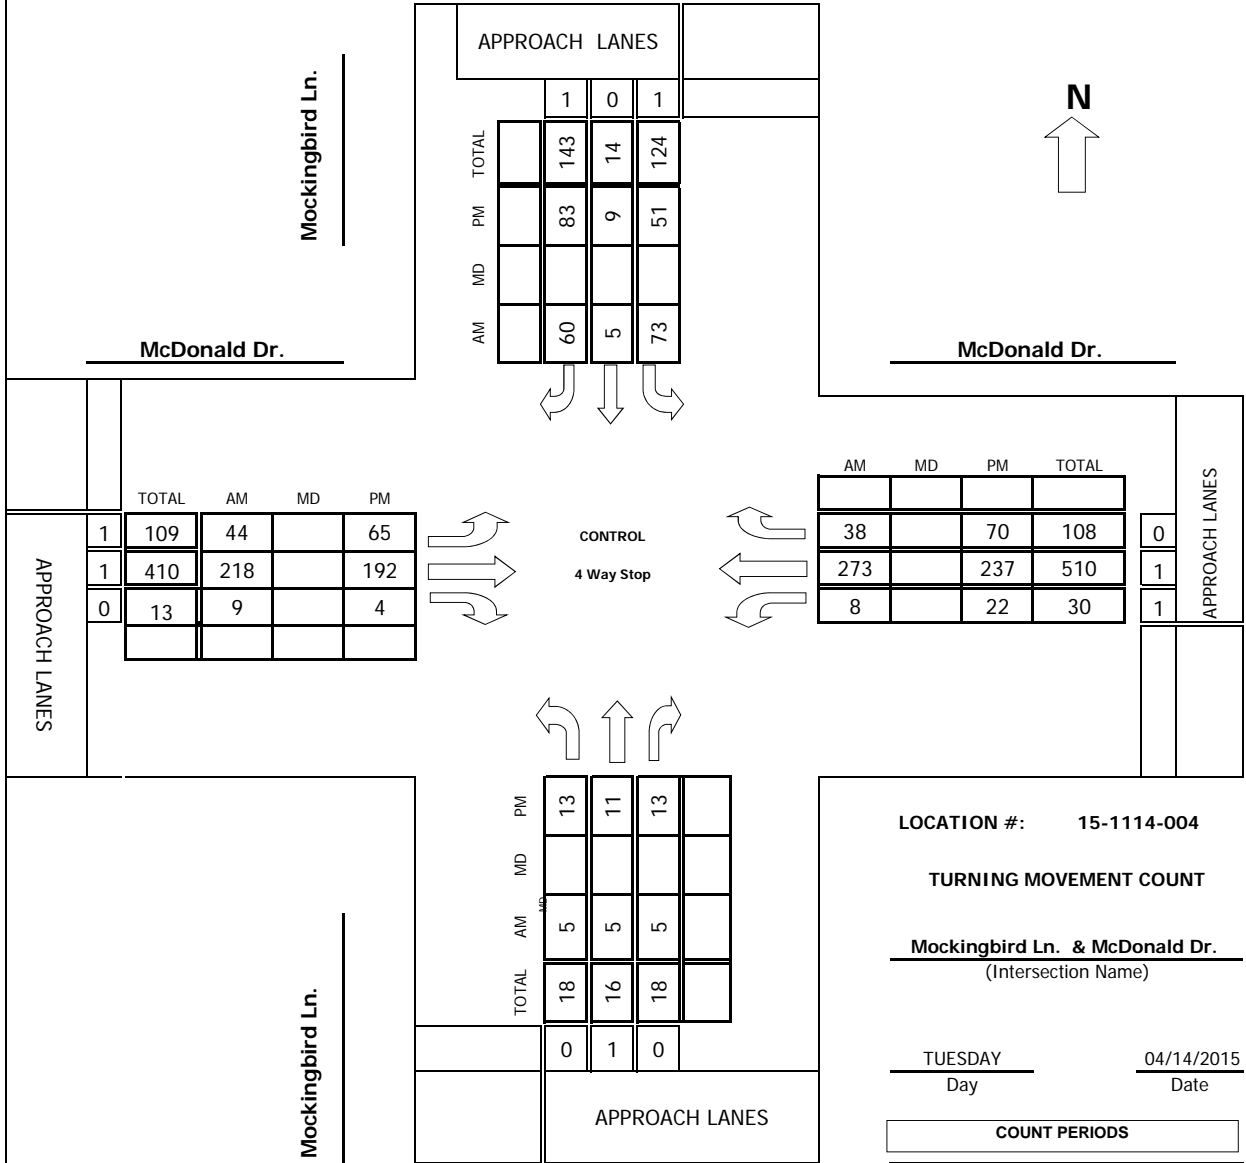 APPROACH LANES
1 0 1
Mockingbird Ln.
N
TOTAL 143 14 124
PM 83 9 51
MD
AM 60 5 73
McDonald Dr.
McDonald Dr.
AM MD PM TOTAL
TOTAL AM MD PM
1 109 44 65
CONTROL
38 70 108 0
1 410 218 192
4 Way Stop
273 237 510 1
0 13 9 4
8 22 30 1
APPROACH LANES
APPROACH LANES
PM 13 11 13
MD
MD
AM 5 5 5
TOTAL 18 16 18
0 1 0
APPROACH LANES
Mockingbird Ln.
LOCATION #: 15-1114-004
TURNING MOVEMENT COUNT
Mockingbird Ln. & McDonald Dr.
(Intersection Name)
TUESDAY 04/14/2015
Day Date
COUNT PERIODS